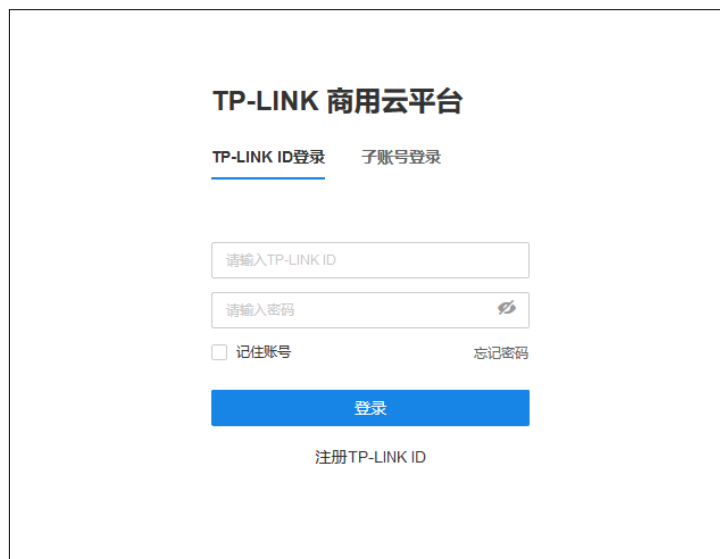 TP-LINK 商用云平台
TP-LINK ID登录 子账号登录
请输入TP-LINK ID
请输入密码
记住账号 忘记密码
登录
注册TP-LINK ID